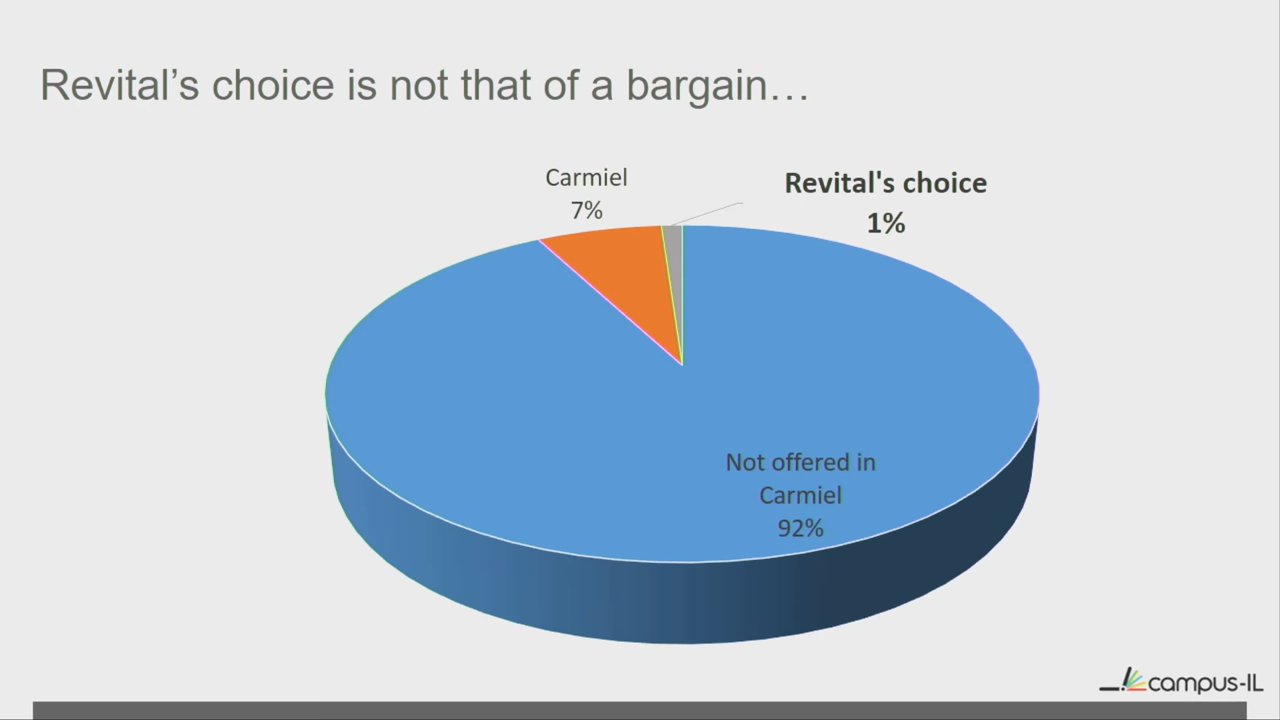 Revital’s choice is not that of a bargain…
Carmiel
7%
Revital's choice
1%
Not offered in
Carmiel
92%
campus-IL